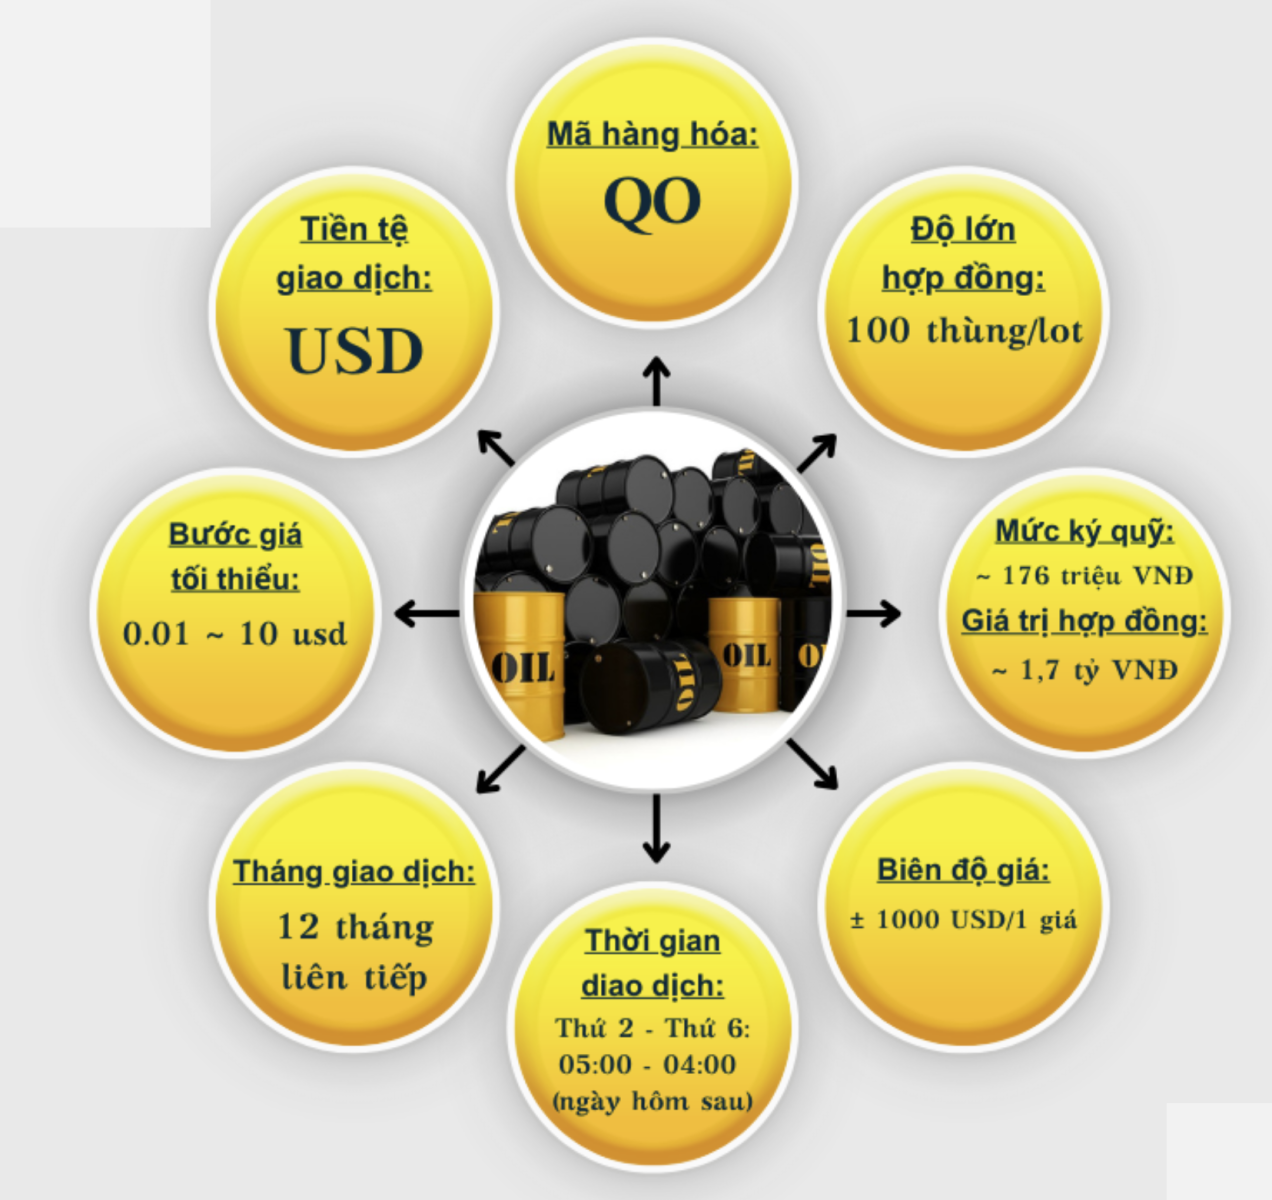 Mã hàng hóa:
QO
Độ lớn
hợp đồng:
100 thùng/lot
Mức ký quỹ:
~ 176 triệu VNĐ
Giá trị hợp đồng:
~ 1,7 tỷ VNĐ
Biên độ giá:
± 1000 USD/1 giá
Thời gian
diao dịch:
Thứ 2 - Thứ 6:
05:00 - 04:00
(ngày hôm sau)
Tháng giao dịch:
12 tháng
liên tiếp
Bước giá
tối thiểu:
0.01 ~ 10 usd
Tiền tệ
giao dịch:
USD
OIL
OIL
OIL
OIL